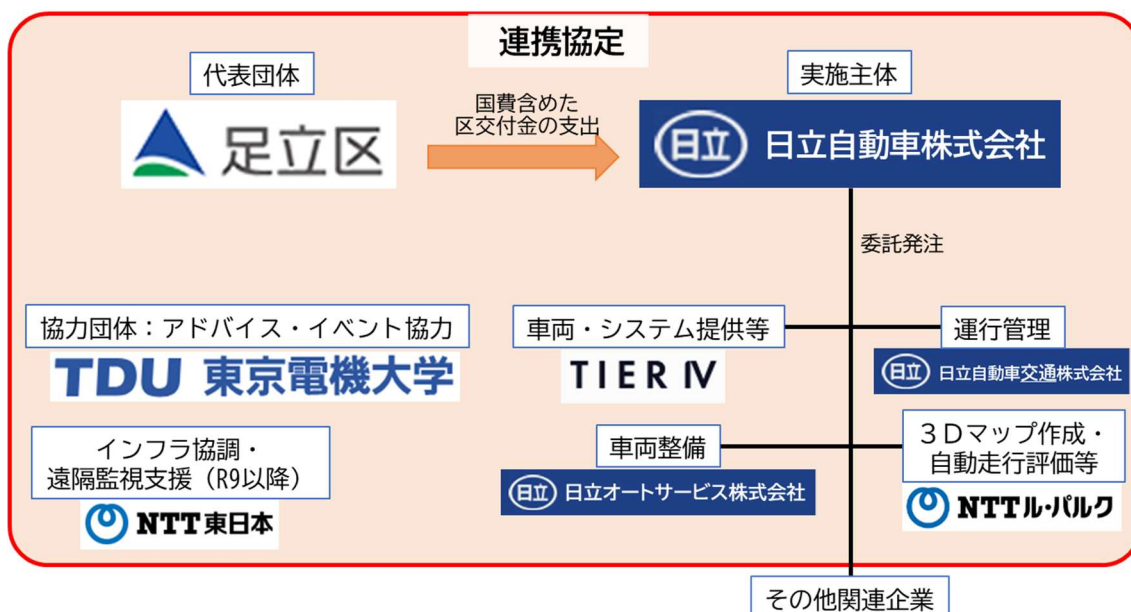 連携協定
代表団体
足立区
国費含めた
区交付金の支出
実施主体
日立 日立自動車株式会社
委託発注
協力団体：アドバイス・イベント協力
TDU 東京電機大学
インフラ協調・
遠隔監視支援（R9以降）
NTT東日本
車両・システム提供等
TIER IV
運行管理
日立 日立自動車交通株式会社
車両整備
日立 日立オートサービス株式会社
３Dマップ作成・
自動走行評価等
NTTル・パルク
その他関連企業